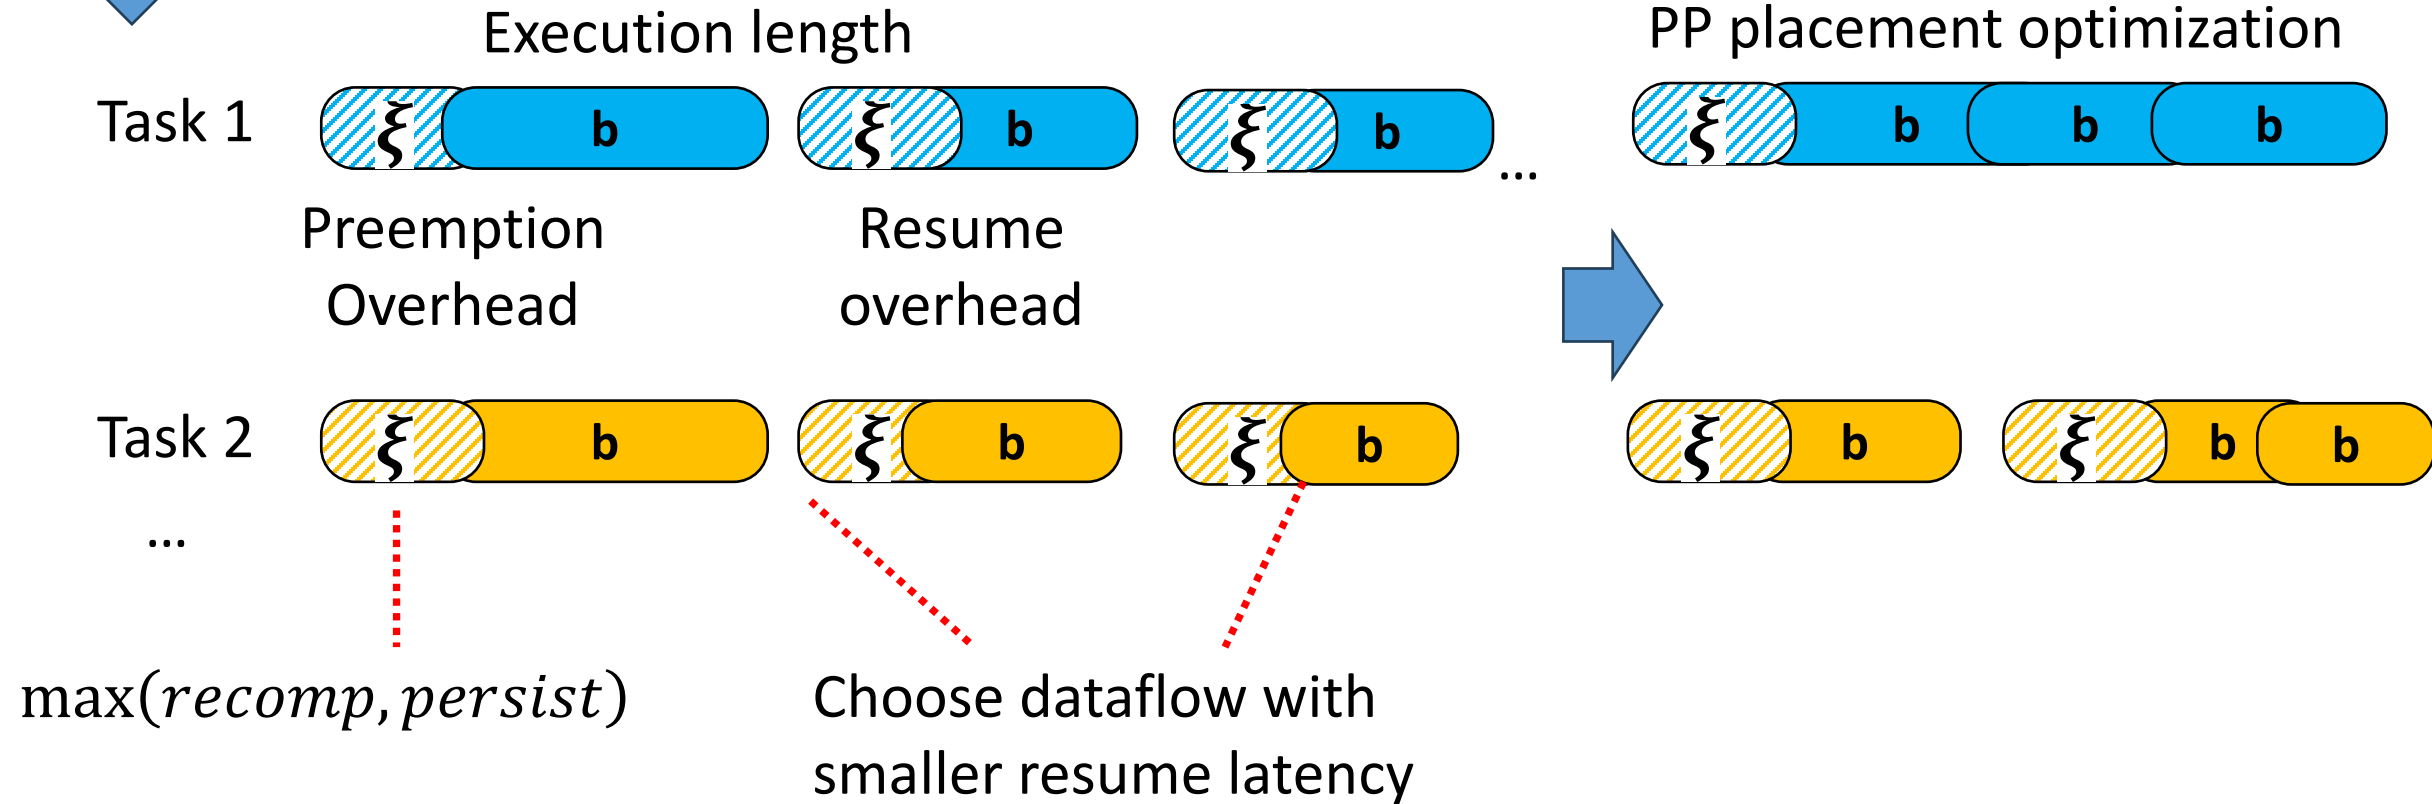 Execution length
PP placement optimization
Task 1
ξ b ξ b ξ b ...
ξ b b b
Preemption
Overhead
Resume
overhead
Task 2
ξ b ξ b ξ b
ξ b ξ b b
...
max(recomp, persist)
Choose dataflow with
smaller resume latency